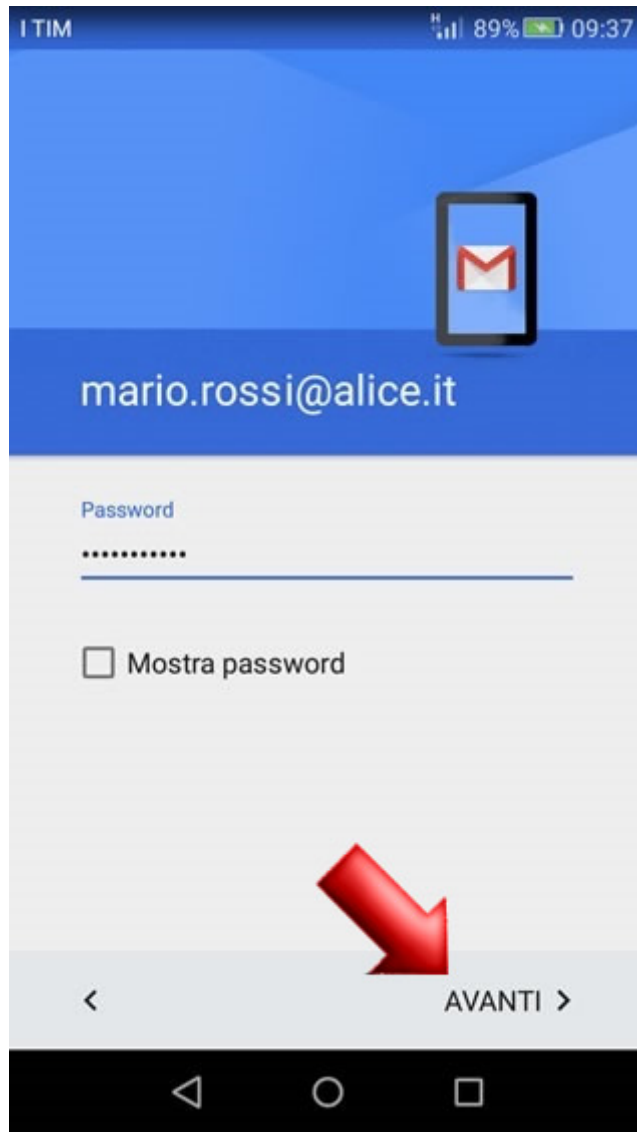 I TIM H 89% 09:37
mario.rossi@alice.it
Password
•••••••••••
Mostra password
AVANTI